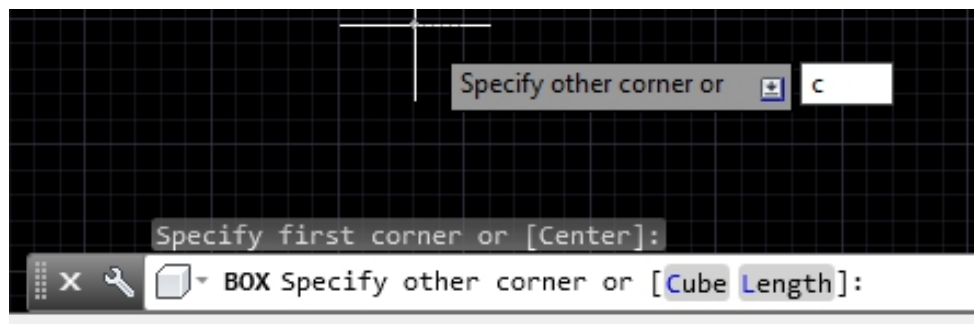 Specify other corner or c
Specify first corner or [Center]:
BOX Specify other corner or [Cube Length]: